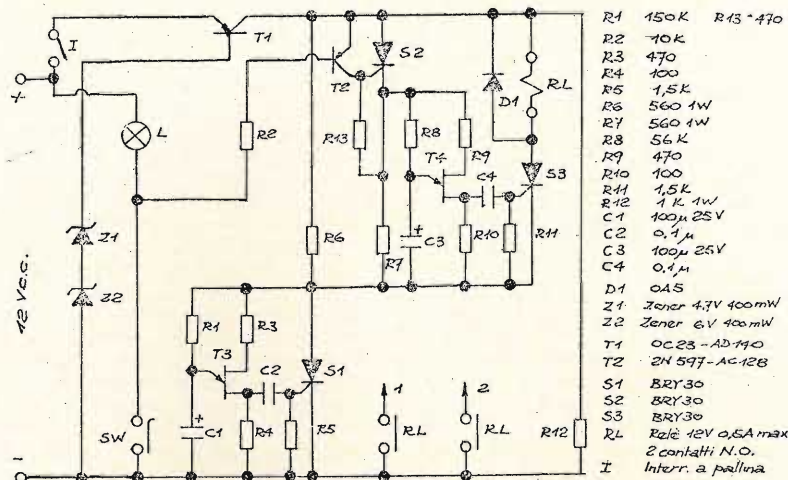 I
T1
S2
T2
D1
RL
L
R2
R13
R8
R9
T4
C4
S3
R10
R11
C3
R7
R6
Z1
Z2
12 V c.c.
+
-
R1
R3
T3
C2
S1
+
+
C1
R4
R5
SW
1
2
RL
RL
R12
R1 150K R13=470
R2 10K
R3 470
R4 100
R5 1,5K
R6 560 1W
R7 560 1W
R8 56K
R9 470
R10 100
R11 1,5K
R12 1K 1W
C1 100µ 25V
C2 0,1µ
C3 100µ 25V
C4 0,1µ
D1 OA5
Z1 Zener 4.7V 400mW
Z2 Zener 6V 400mW
T1 OC23-AD140
T2 2N597-AC128
S1 BRY30
S2 BRY30
S3 BRY30
RL Relè 12V 0,5A max
2 contatti N.O.
I Interr. a pallina